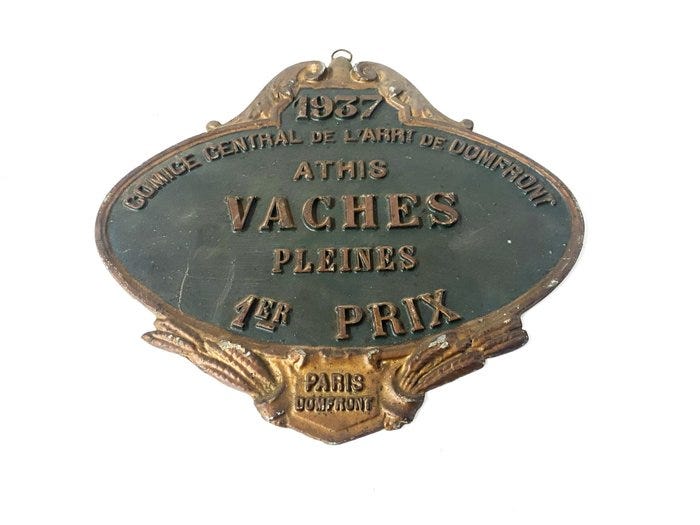 1937
COMICE CENTRAL DE L'ARRT DE DOMFRONT
ATHIS
VACHES
PLEINES
1ER PRIX
PARIS
DOMFRONT